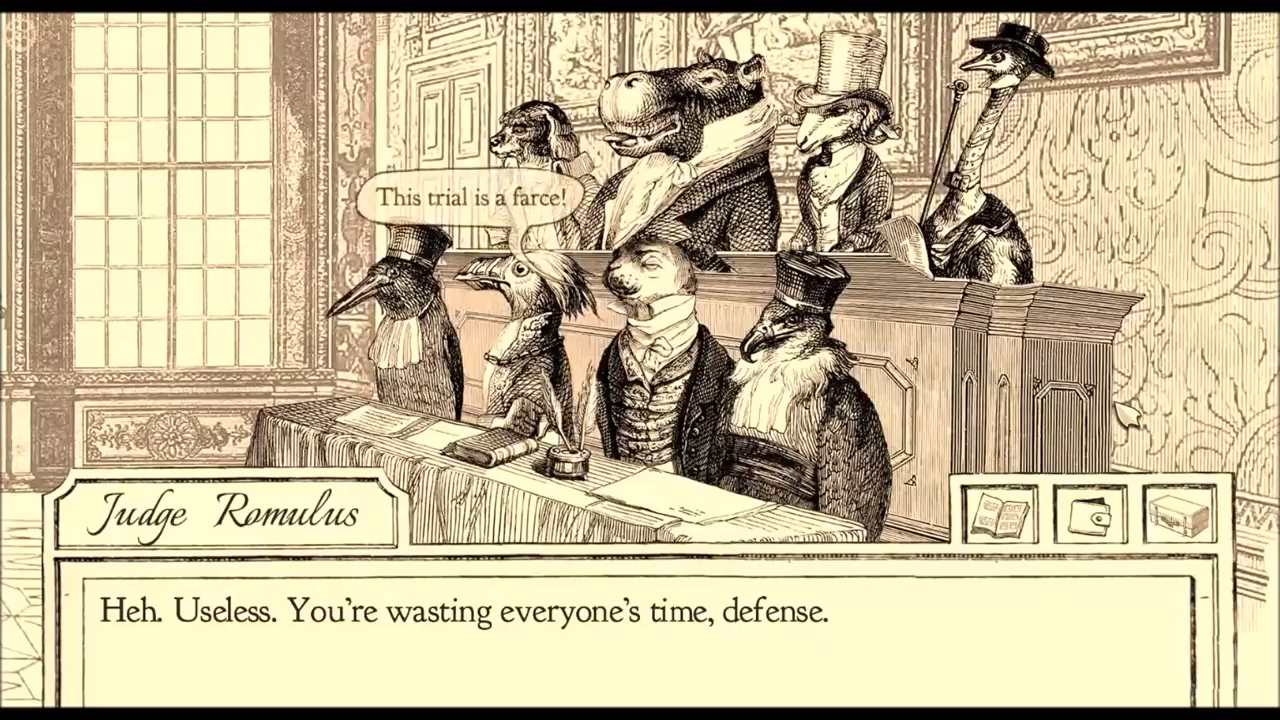 This trial is a farce!
Judge Romulus
Heh. Useless. You're wasting everyone's time, defense.